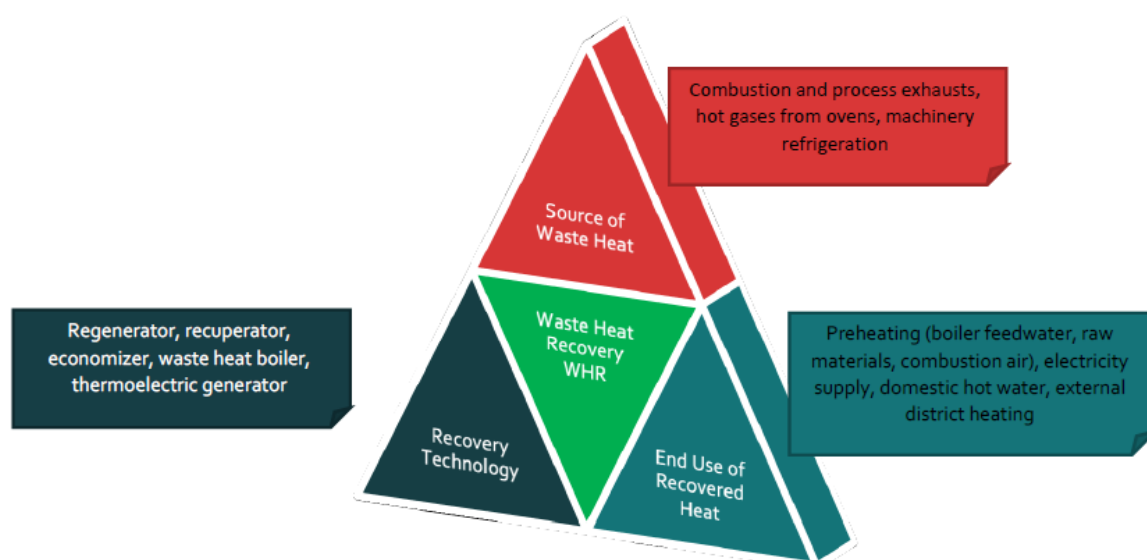 Combustion and process exhausts,
hot gases from ovens, machinery
refrigeration
Source of
Waste Heat
Regenerator, recuperator,
economizer, waste heat boiler,
thermoelectric generator
Waste Heat
Recovery
WHR
Preheating (boiler feedwater, raw
materials, combustion air), electricity
supply, domestic hot water, external
district heating
Recovery
Technology
End Use of
Recovered
Heat